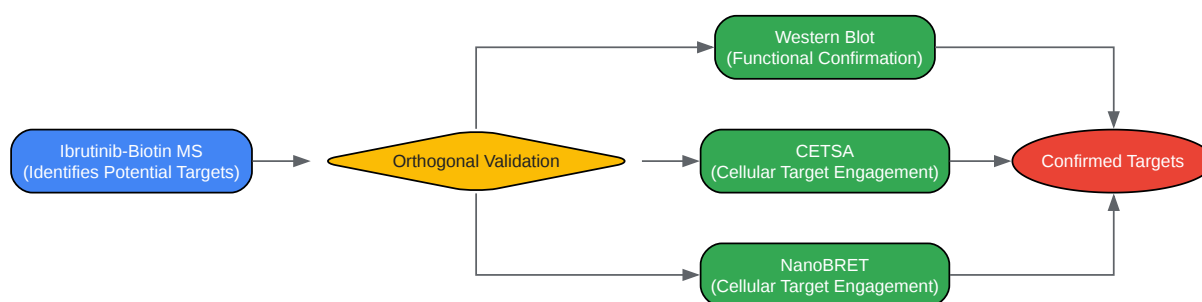 Ibrutinib-Biotin MS
(Identifies Potential Targets)
Orthogonal Validation
Western Blot
(Functional Confirmation)
CETSA
(Cellular Target Engagement)
NanoBRET
(Cellular Target Engagement)
Confirmed Targets